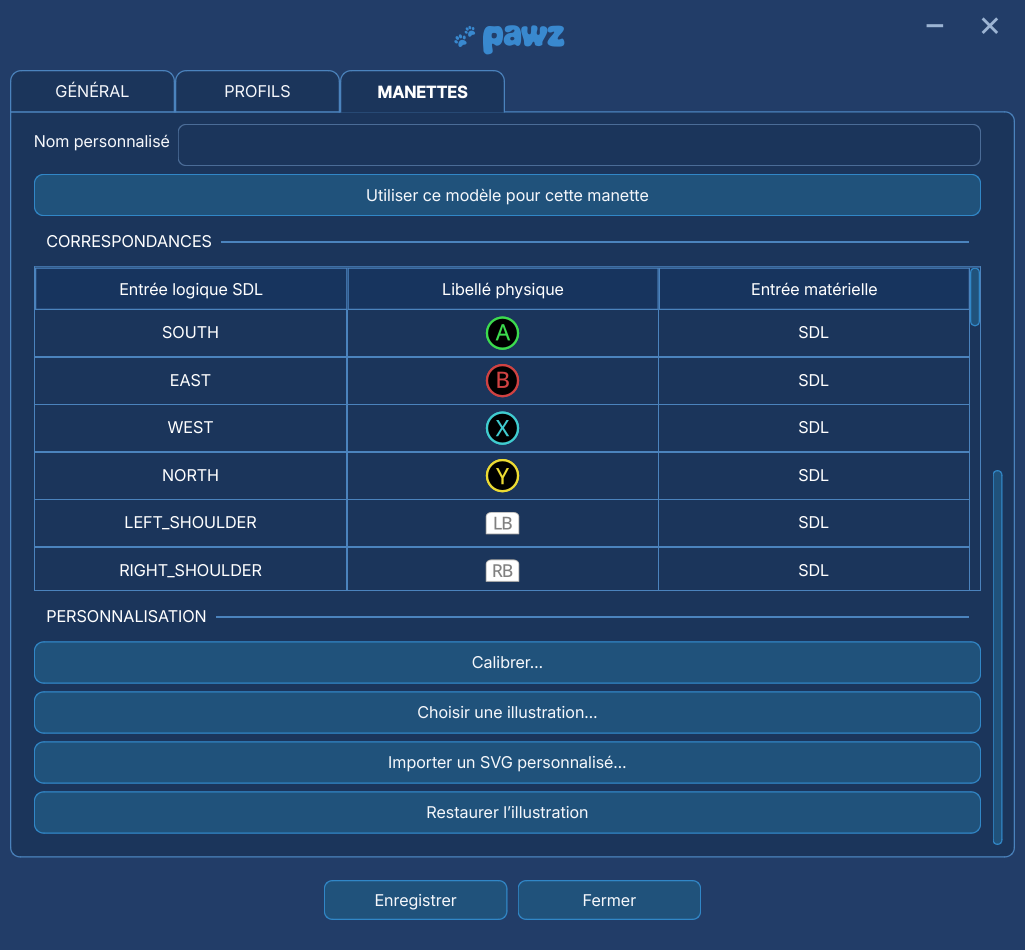 pawz
GÉNÉRAL PROFILS MANETTES
Nom personnalisé
Utiliser ce modèle pour cette manette
CORRESPONDANCES
Entrée logique SDL Libellé physique Entrée matérielle
SOUTH A SDL
EAST B SDL
WEST X SDL
NORTH Y SDL
LEFT_SHOULDER LB SDL
RIGHT_SHOULDER RB SDL
PERSONNALISATION
Calibrer...
Choisir une illustration...
Importer un SVG personnalisé...
Restaurer l’illustration
Enregistrer Fermer